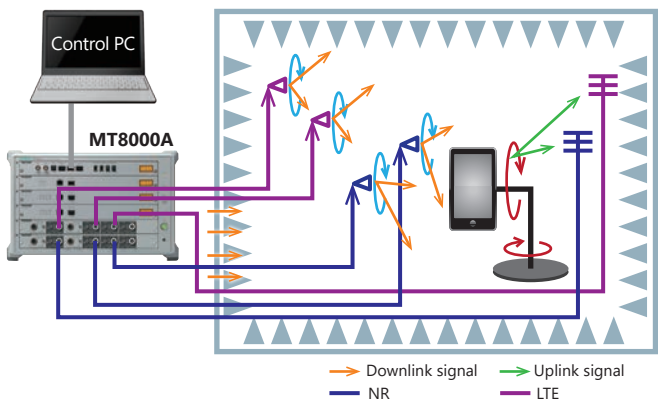 Control PC
MT8000A
Downlink signal
Uplink signal
NR
LTE